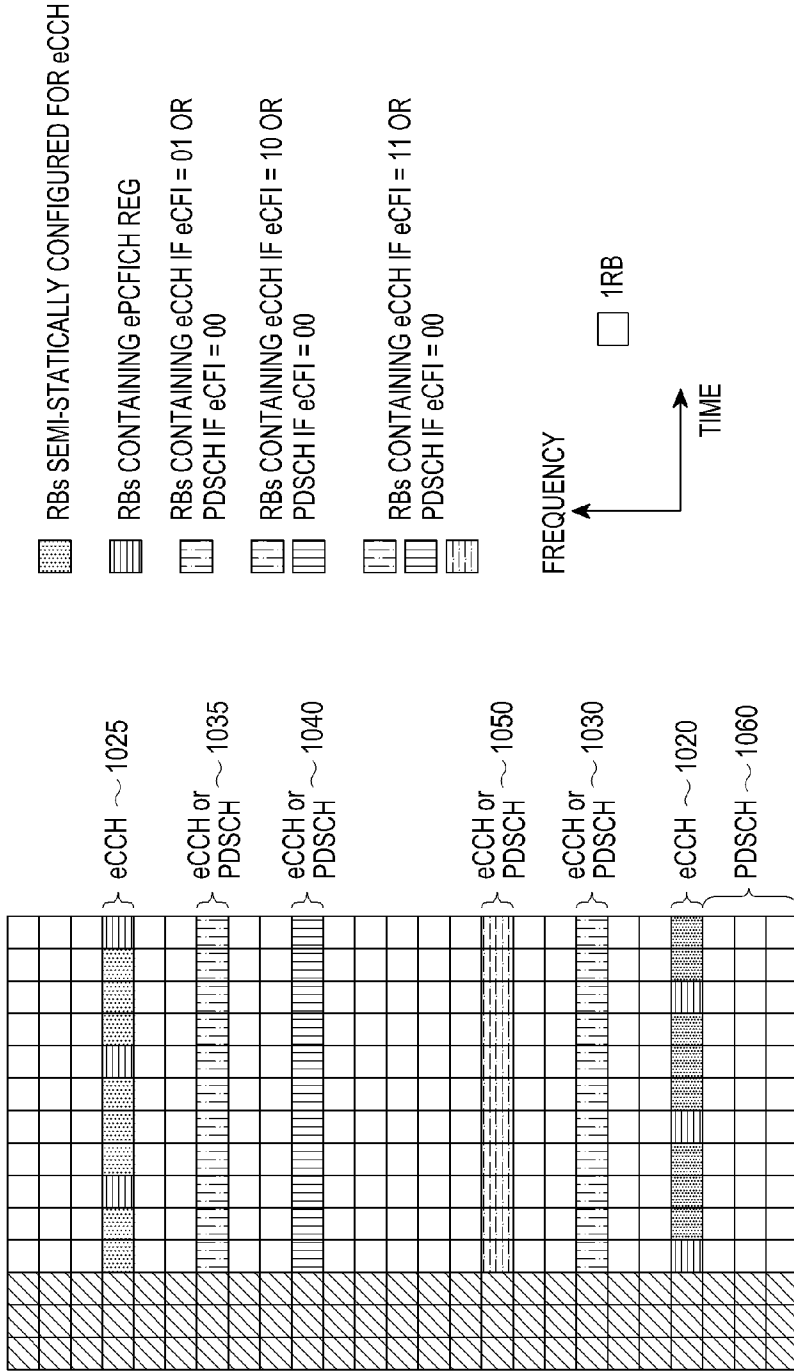 eCCH ~ 1025
eCCH or
PDSCH ~ 1035
eCCH or
PDSCH ~ 1040
eCCH or
PDSCH ~ 1050
eCCH or
PDSCH ~ 1030
eCCH ~ 1020
PDSCH ~ 1060
RBs SEMI-STATICALLY CONFIGURED FOR eCCH
RBs CONTAINING ePCFICH REG
RBs CONTAINING eCCH IF eCFI = 01 OR
PDSCH IF eCFI = 00
RBs CONTAINING eCCH IF eCFI = 10 OR
PDSCH IF eCFI = 00
RBs CONTAINING eCCH IF eCFI = 11 OR
PDSCH IF eCFI = 00
FREQUENCY
TIME
1RB